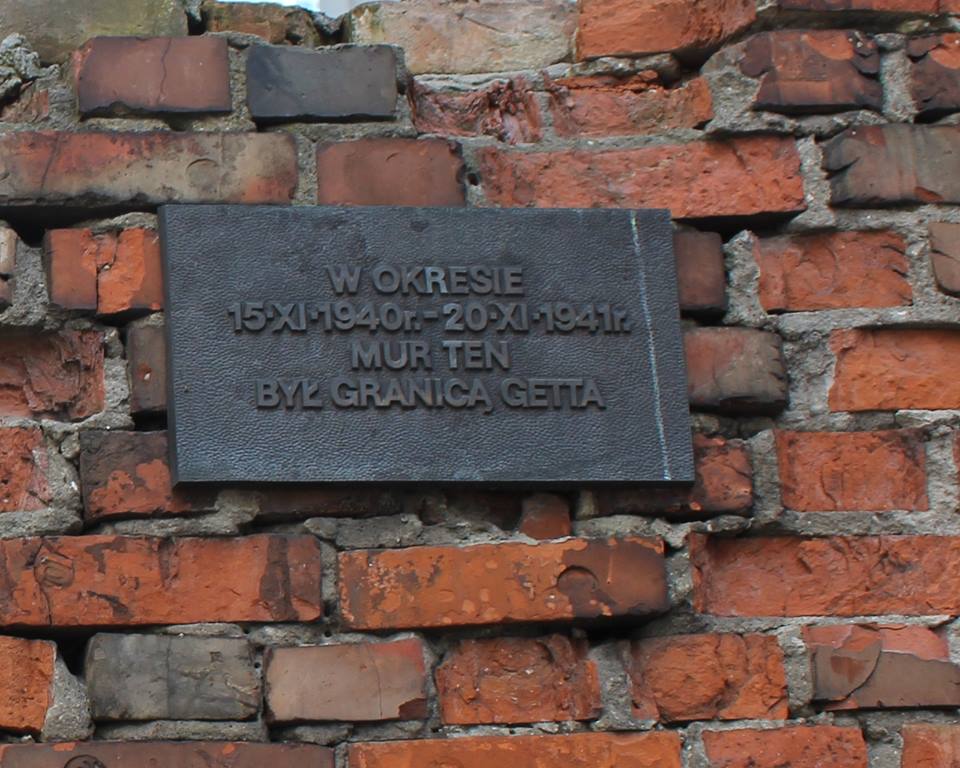 W OKRESIE
15·XI·1940r.-20·XI·1941r.
MUR TEN
BYŁ GRANICĄ GETTA